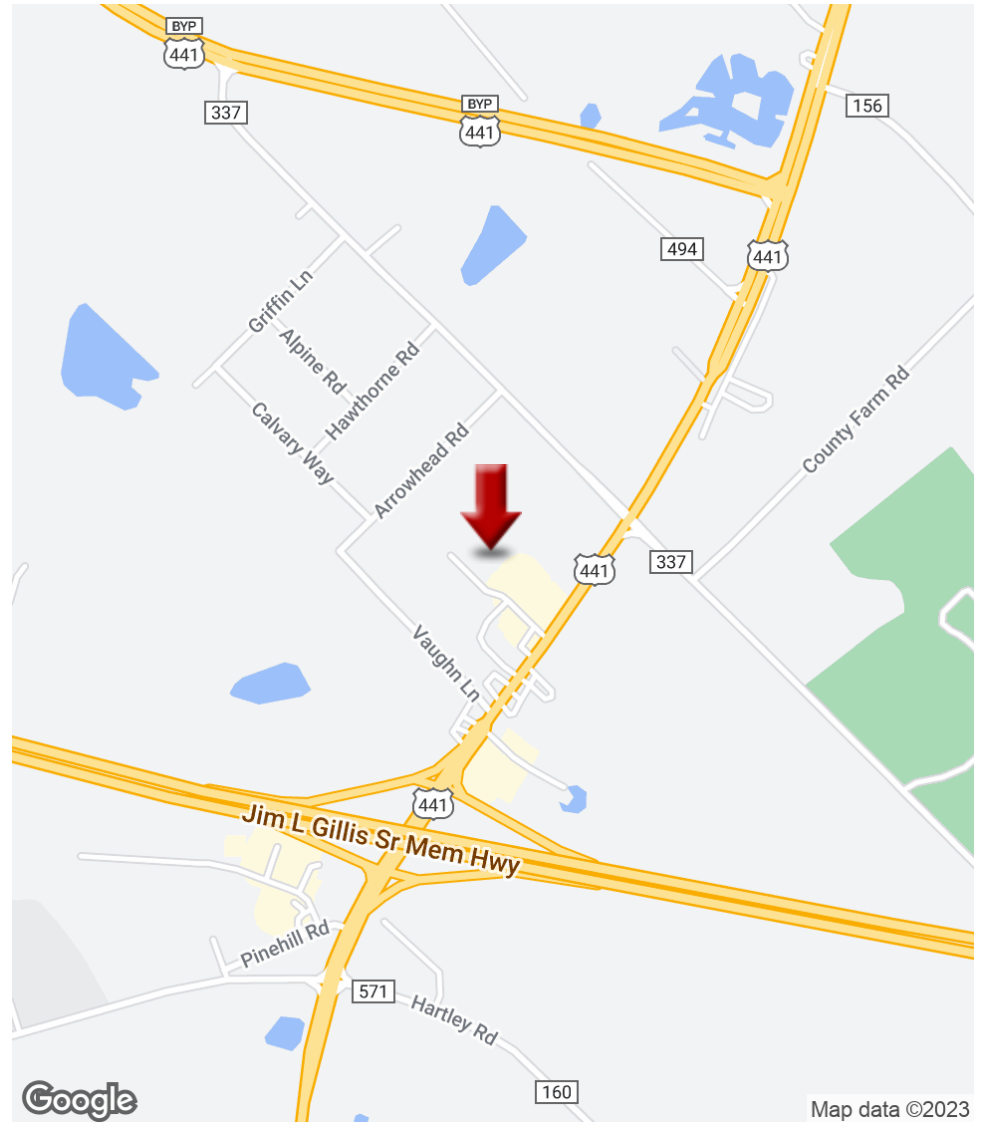 BYP
441
337
BYP
441
156
494
441
Griffin Ln
Alpine Rd
Hawthorne Rd
County Farm Rd
Calvary Way
Arrowhead Rd
441
337
Vaughn Ln
441
Jim L Gillis Sr Mem Hwy
Pinehill Rd
571
Hartley Rd
160
Google
Map data ©2023